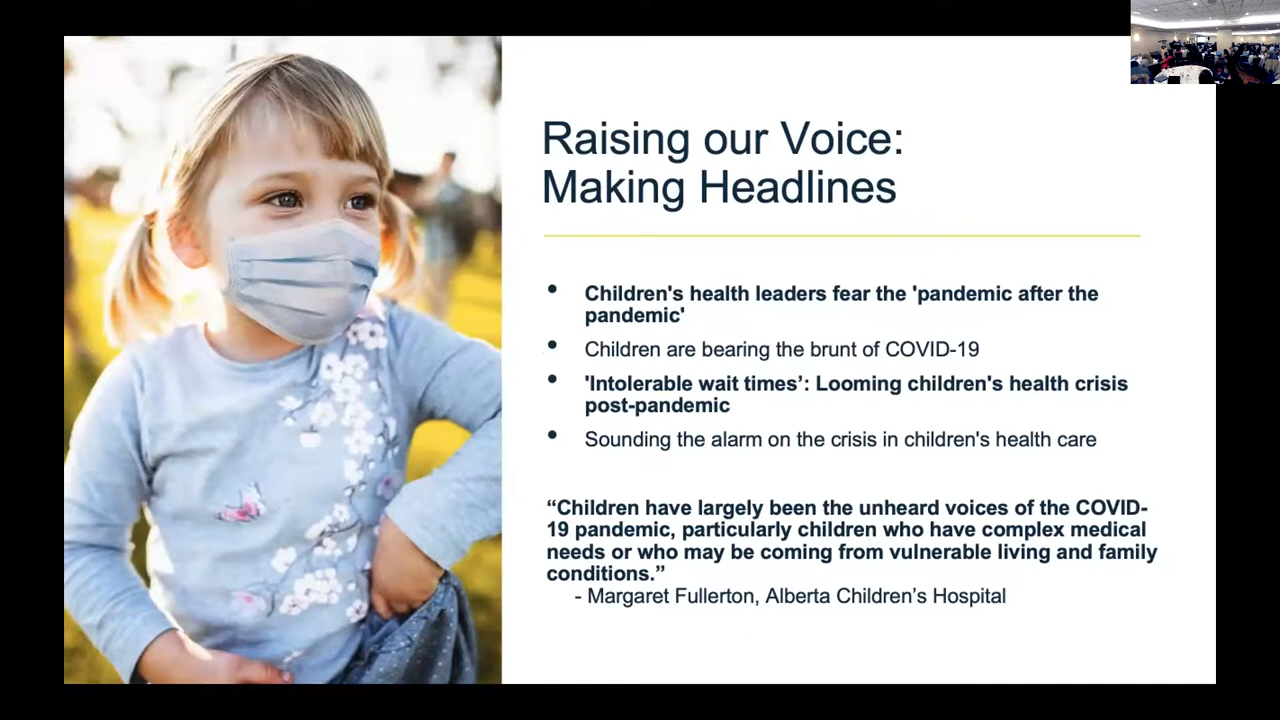 Raising our Voice:
Making Headlines
• Children's health leaders fear the 'pandemic after the
pandemic'
• Children are bearing the brunt of COVID-19
• 'Intolerable wait times’: Looming children's health crisis
post-pandemic
• Sounding the alarm on the crisis in children's health care
“Children have largely been the unheard voices of the COVID-
19 pandemic, particularly children who have complex medical
needs or who may be coming from vulnerable living and family
conditions.”
- Margaret Fullerton, Alberta Children’s Hospital